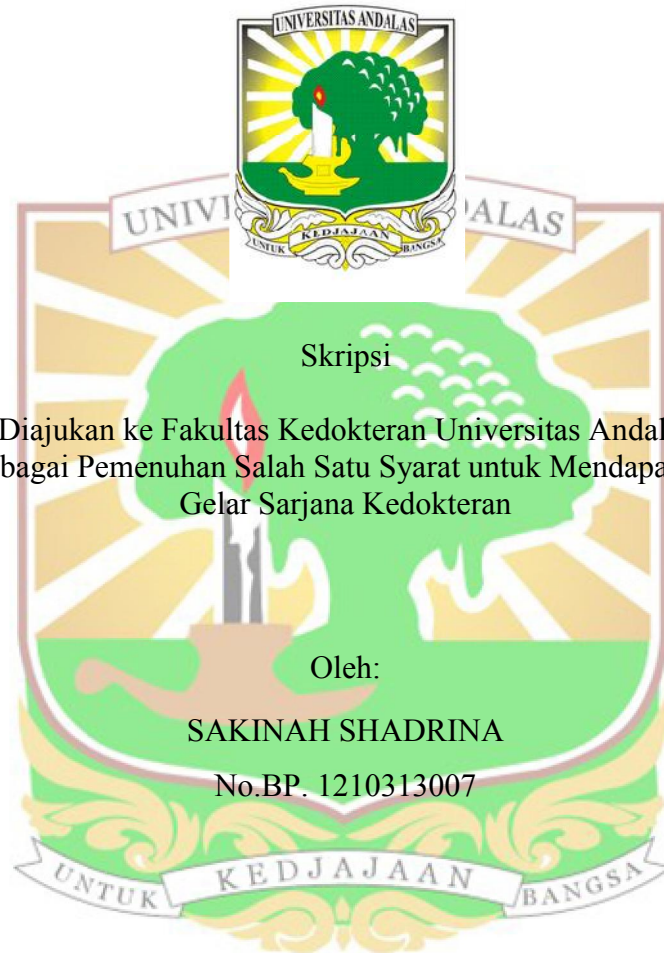 UNIVERSITAS ANDALAS
UNTUK KEDJAJAAN BANGSA
Skripsi
Diajukan ke Fakultas Kedokteran Universitas Andal
bagai Pemenuhan Salah Satu Syarat untuk Mendapa
Gelar Sarjana Kedokteran
Oleh:
SAKINAH SHADRINA
No.BP. 1210313007
UNTUK KEDJAJAAN BANGSA